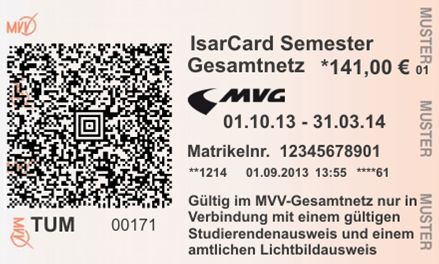 MVV
IsarCard Semester
Gesamtnetz *141,00 € 01
MVG
01.10.13 - 31.03.14
Matrikelnr. 12345678901
**1214 01.09.2013 13:55 ****61
Gültig im MVV-Gesamtnetz nur in
Verbindung mit einem gültigen
Studierendenausweis und einem
amtlichen Lichtbildausweis
MVV
TUM 00171
MUSTER
MUSTER
MUSTER